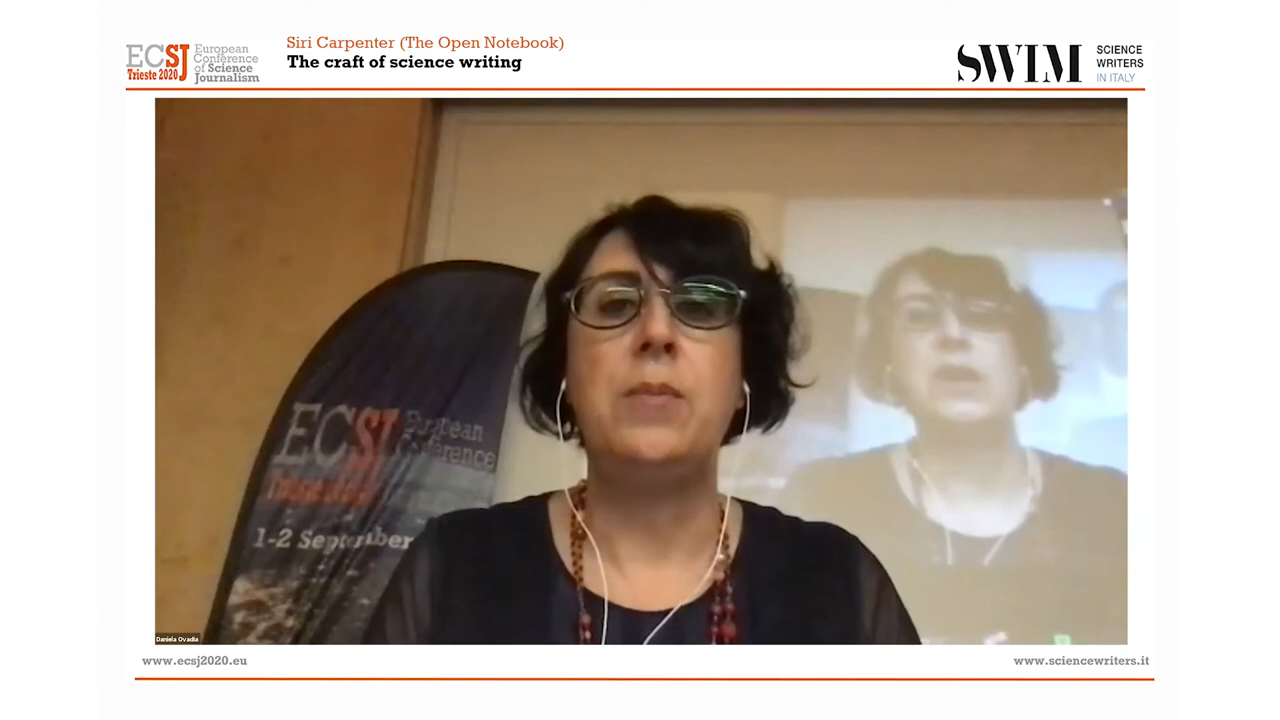 ECSJ
Trieste 2020
European
Conference
of Science
Journalism
Siri Carpenter (The Open Notebook)
The craft of science writing
SWIM
SCIENCE
WRITERS
IN ITALY
ECSJ
European
Conference
1-2 September
Daniela Ovadia
www.ecsj2020.eu
www.sciencewriters.it